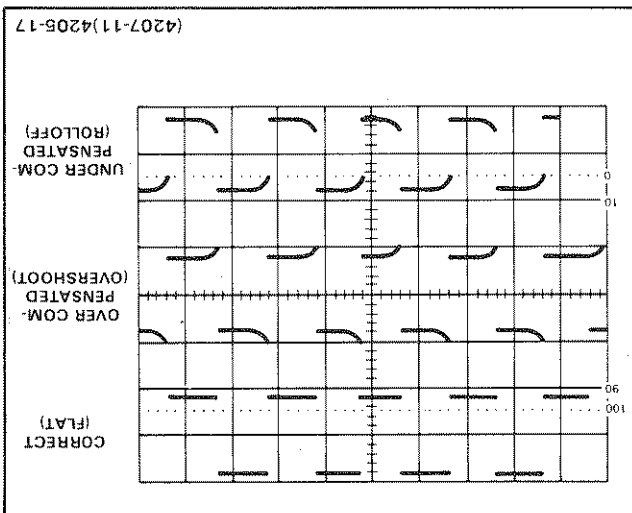 100
90
CORRECT
(FLAT)
OVER COM-
PENSATED
(OVERSHOOT)
10
0
UNDER COM-
PENSATED
(ROLLOFF)
(4207-11)4205-17